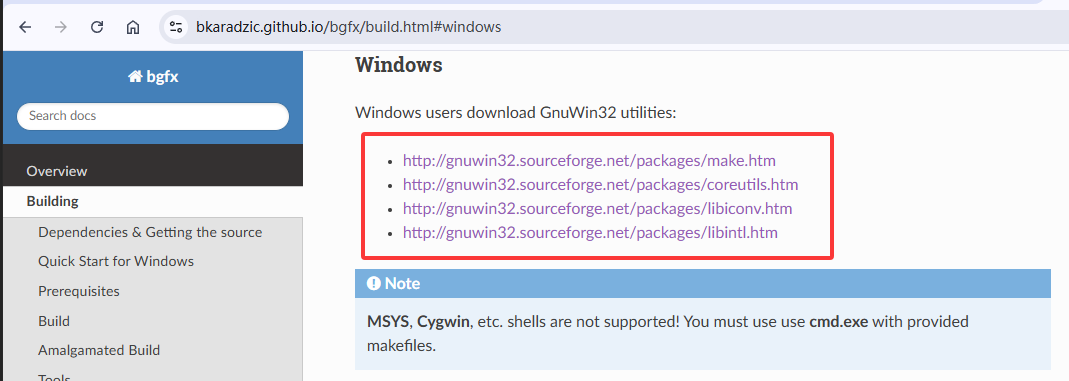 bkaradzic.github.io/bgfx/build.html#windows
bgfx
Search docs
Overview
Building
Dependencies & Getting the source
Quick Start for Windows
Prerequisites
Build
Amalgamated Build
Tools
Windows
Windows users download GnuWin32 utilities:
http://gnuwin32.sourceforge.net/packages/make.htm
http://gnuwin32.sourceforge.net/packages/coreutils.htm
http://gnuwin32.sourceforge.net/packages/libiconv.htm
http://gnuwin32.sourceforge.net/packages/libintl.htm
Note
MSYS, Cygwin, etc. shells are not supported! You must use use cmd.exe with provided
makefiles.